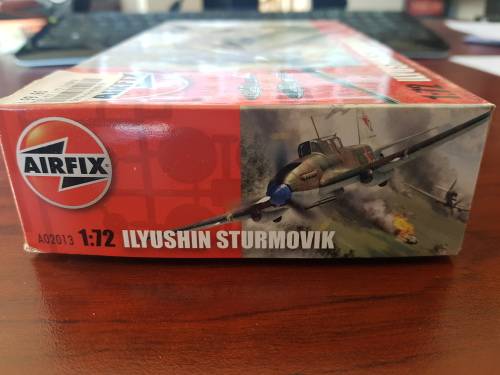 AIRFIX
A02013 1:72 ILYUSHIN STURMOVIK